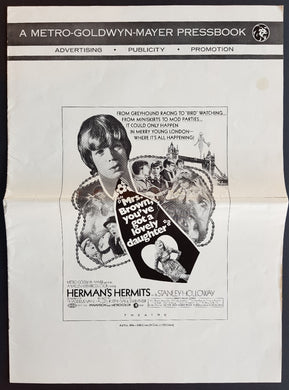 A METRO-GOLDWYN-MAYER PRESSBOOK
ADVERTISING • PUBLICITY • PROMOTION
FROM GREYHOUND RACING TO 'BIRD' WATCHING...
FROM MINISKIRTS TO MOD PARTIES...
IT COULD ONLY HAPPEN
IN MERRY YOUNG LONDON—
WHERE IT'S ALL HAPPENING!
Mrs.
Brown,
you've
got a
lovely
daughter
HERMAN'S HERMITS
STANLEY HOLLOWAY
THEATRE